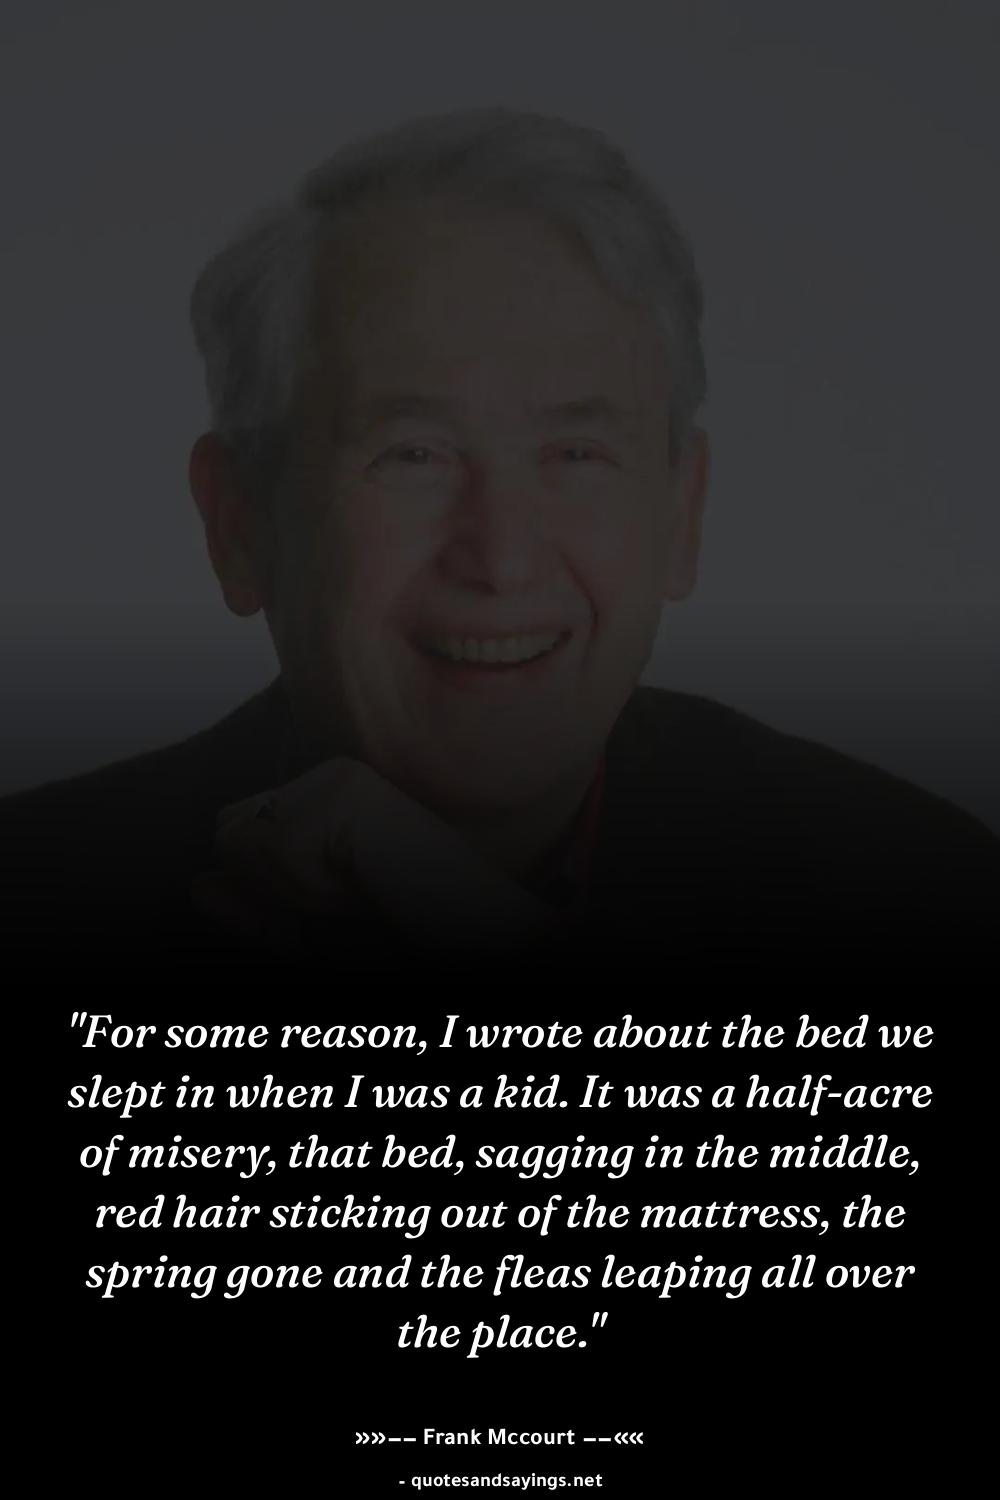 "For some reason, I wrote about the bed we
slept in when I was a kid. It was a half-acre
of misery, that bed, sagging in the middle,
red hair sticking out of the mattress, the
spring gone and the fleas leaping all over
the place."
»»–– Frank Mccourt ––««
- quotesandsayings.net